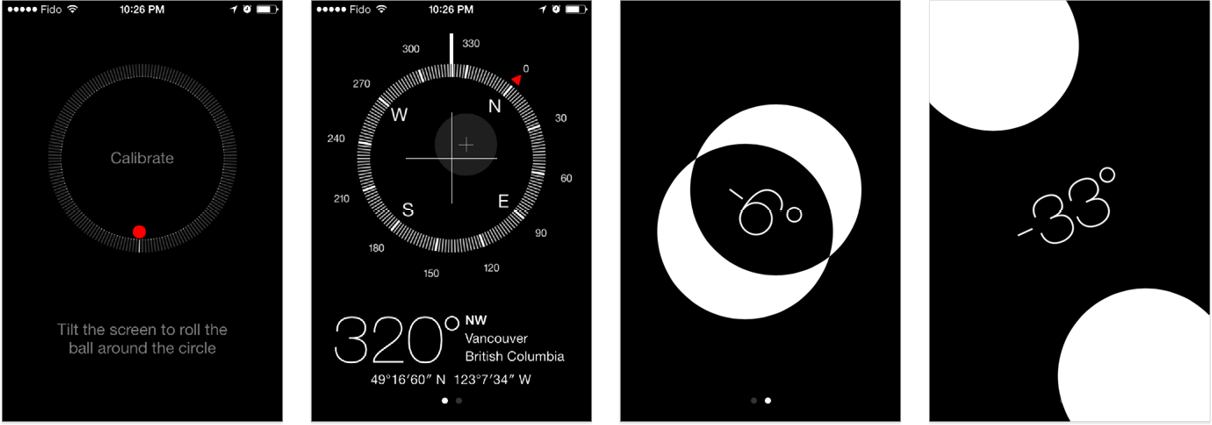 ●●●●● Fido 10:26 PM
Calibrate
Tilt the screen to roll the
ball around the circle
●●●●● Fido 10:26 PM
300
330
270
0
W
N
240
30
210
60
S
E
180
90
150
120
320° NW
Vancouver
British Columbia
49°16'60" N 123°7'34" W
-6°
-33°